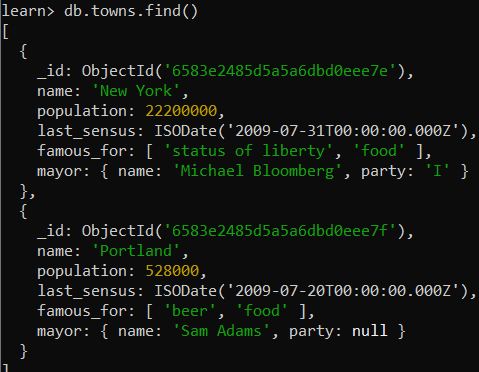 learn> db.towns.find()
[
  {
    _id: ObjectId('6583e2485d5a5a6dbd0eee7e'),
    name: 'New York',
    population: 22200000,
    last_sensus: ISODate('2009-07-31T00:00:00.000Z'),
    famous_for: [ 'status of liberty', 'food' ],
    mayor: { name: 'Michael Bloomberg', party: 'I' }
  },
  {
    _id: ObjectId('6583e2485d5a5a6dbd0eee7f'),
    name: 'Portland',
    population: 528000,
    last_sensus: ISODate('2009-07-20T00:00:00.000Z'),
    famous_for: [ 'beer', 'food' ],
    mayor: { name: 'Sam Adams', party: null }
  }
]